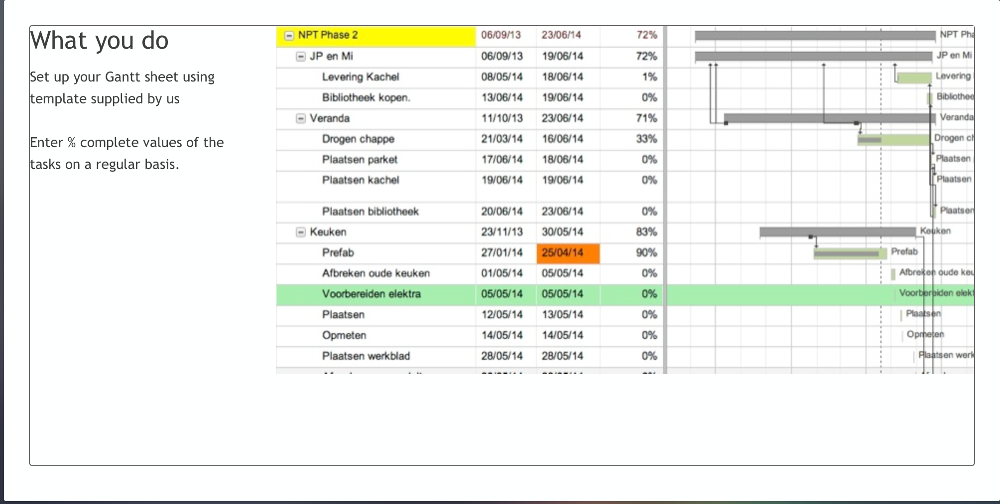 What you do
Set up your Gantt sheet using
template supplied by us
Enter % complete values of the
tasks on a regular basis.
NPT Phase 2 06/09/13 23/06/14 72% NPT
JP en Mi 06/09/13 19/06/14 72% JP en Mi
Levering Kachel 08/05/14 18/06/14 1% Levering
Bibliotheek kopen. 13/06/14 19/06/14 0% Bibliothee
Veranda 11/10/13 23/06/14 71% Veranda
Drogen chappe 21/03/14 16/06/14 33% Drogen
Plaatsen parket 17/06/14 18/06/14 0% Plaatsen
Plaatsen kachel 19/06/14 19/06/14 0% Plaatsen
Plaatsen bibliotheek 20/06/14 23/06/14 0% Plaatsen
Keuken 23/11/13 30/05/14 83% Keuken
Prefab 27/01/14 25/04/14 90% Prefab
Afbreken oude keuken 01/05/14 05/05/14 0% Afbreken oude keu
Voorbereiden elektra 05/05/14 05/05/14 0% Voorbereiden elekt
Plaatsen 12/05/14 13/05/14 0% Plaatsen
Opmeten 14/05/14 14/05/14 0% Opmeten
Plaatsen werkblad 28/05/14 28/05/14 0% Plaatsen werk